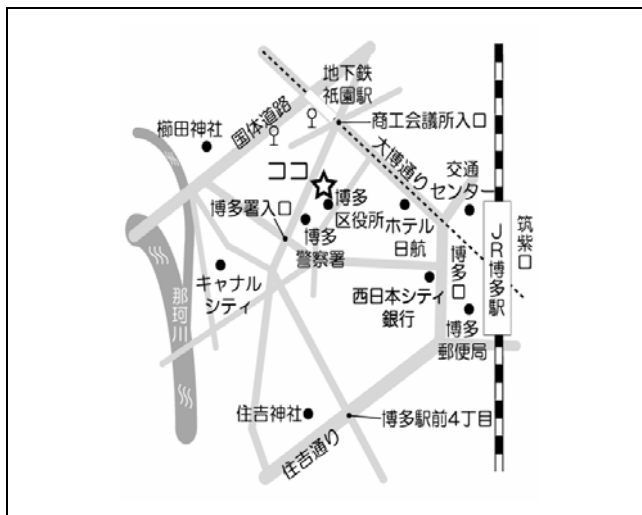 地下鉄
祇園駅
国体道路
櫛田神社
商工会議所入口
大博通り
交通
センター
ココ
博多
区役所
博多署入口
博多
警察署
ホテル
日航
JR博多駅
筑紫口
博多口
キャナル
シティ
西日本シティ
銀行
那珂川
博多
郵便局
住吉神社
博多駅前4丁目
住吉通り